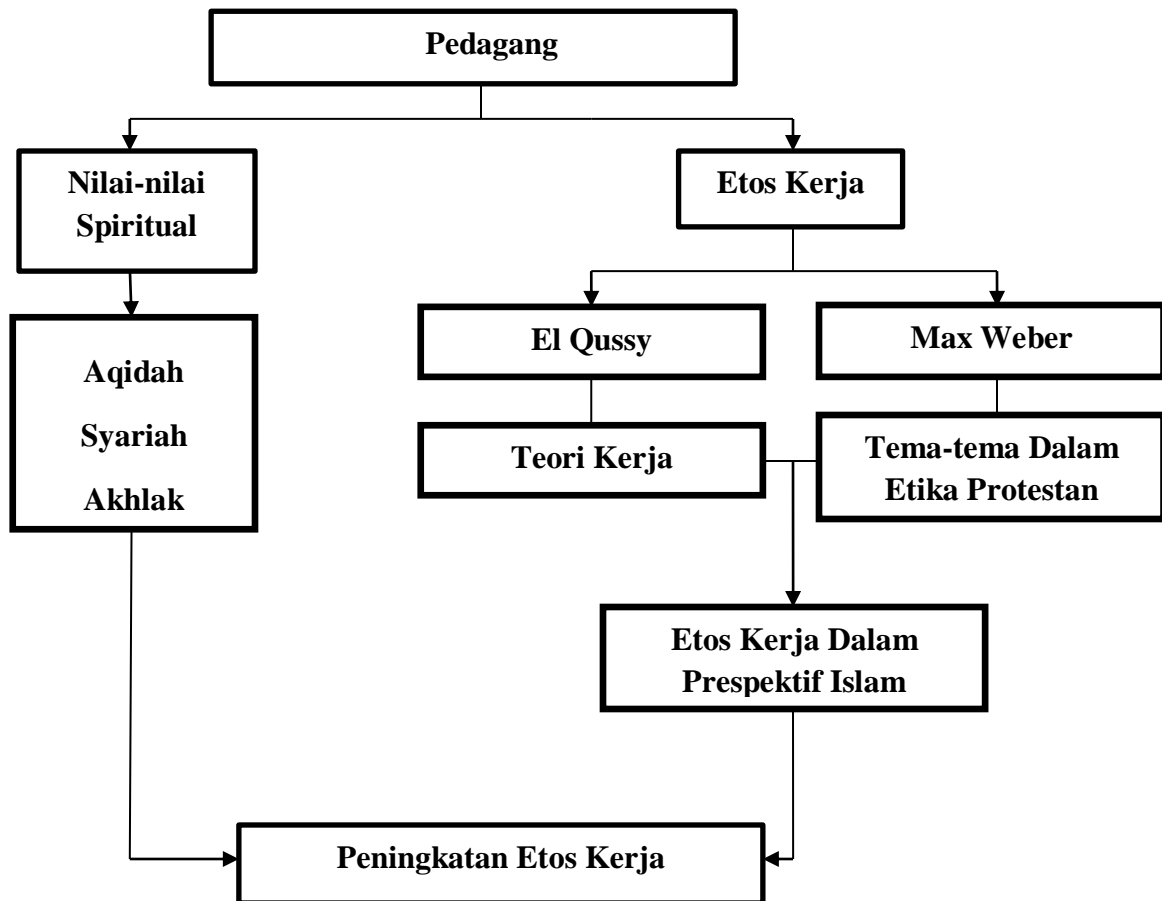 Pedagang
Nilai-nilai
Spiritual
Etos Kerja
Aqidah
Syariah
Akhlak
El Qussy
Max Weber
Teori Kerja
Tema-tema Dalam
Etika Protestan
Etos Kerja Dalam
Prespektif Islam
Peningkatan Etos Kerja